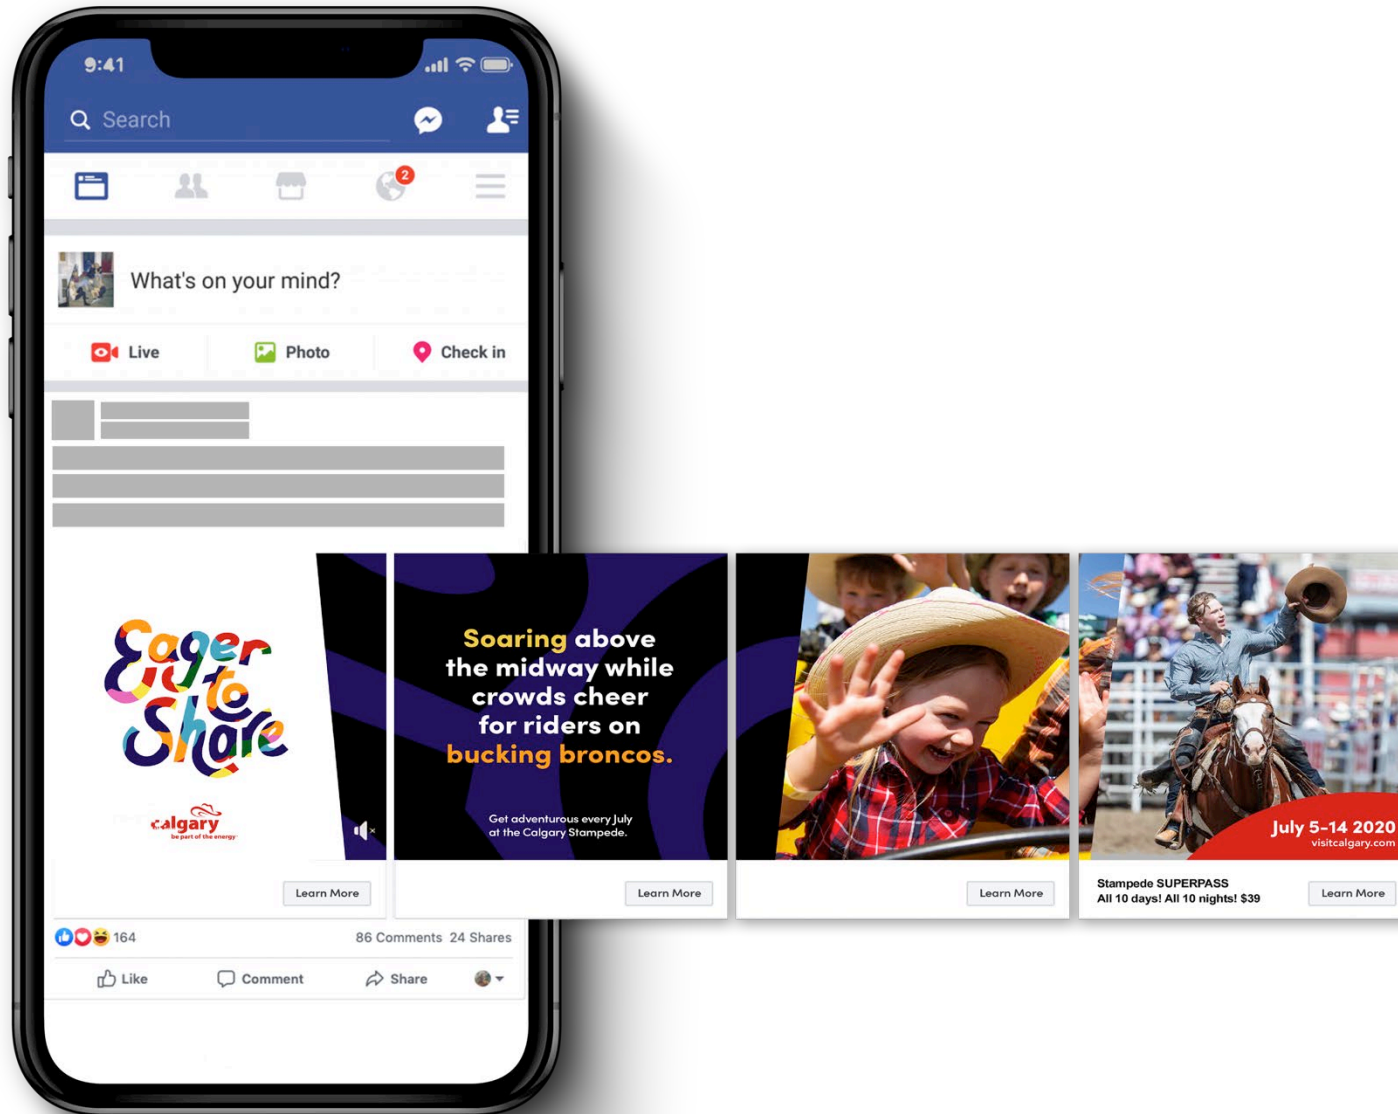 9:41
Search
2
What's on your mind?
Live
Photo
Check in
Eager
to
Share
calgary
be part of the energy
Soaring above
the midway while
crowds cheer
for riders on
bucking broncos.
Get adventurous every July
at the Calgary Stampede.
July 5-14 2020
visitcalgary.com
Learn More
Learn More
Learn More
Stampede SUPERPASS
All 10 days! All 10 nights! $39
Learn More
164
86 Comments 24 Shares
Like
Comment
Share